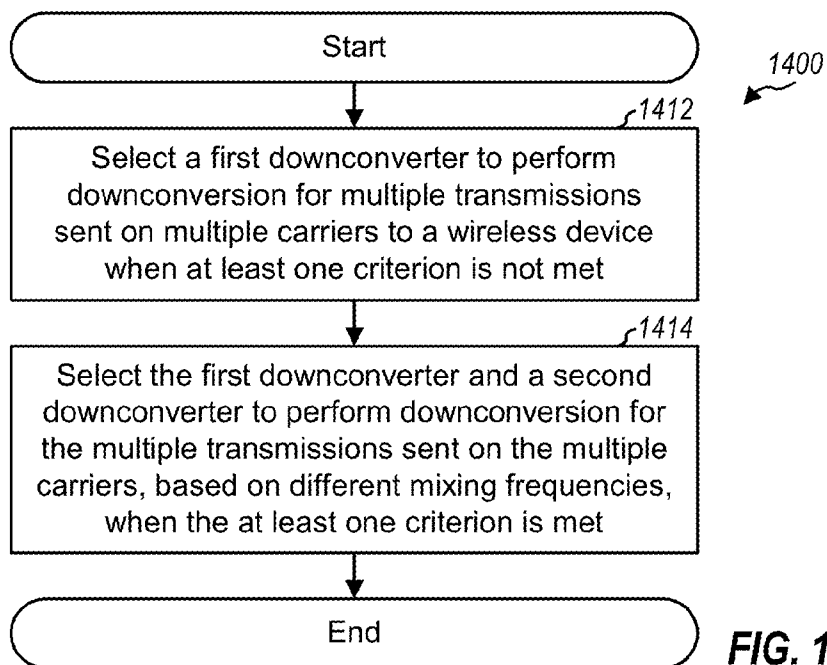 Start
1400
1412
Select a first downconverter to perform
downconversion for multiple transmissions
sent on multiple carriers to a wireless device
when at least one criterion is not met
1414
Select the first downconverter and a second
downconverter to perform downconversion for
the multiple transmissions sent on the multiple
carriers, based on different mixing frequencies,
when the at least one criterion is met
End
FIG. 1